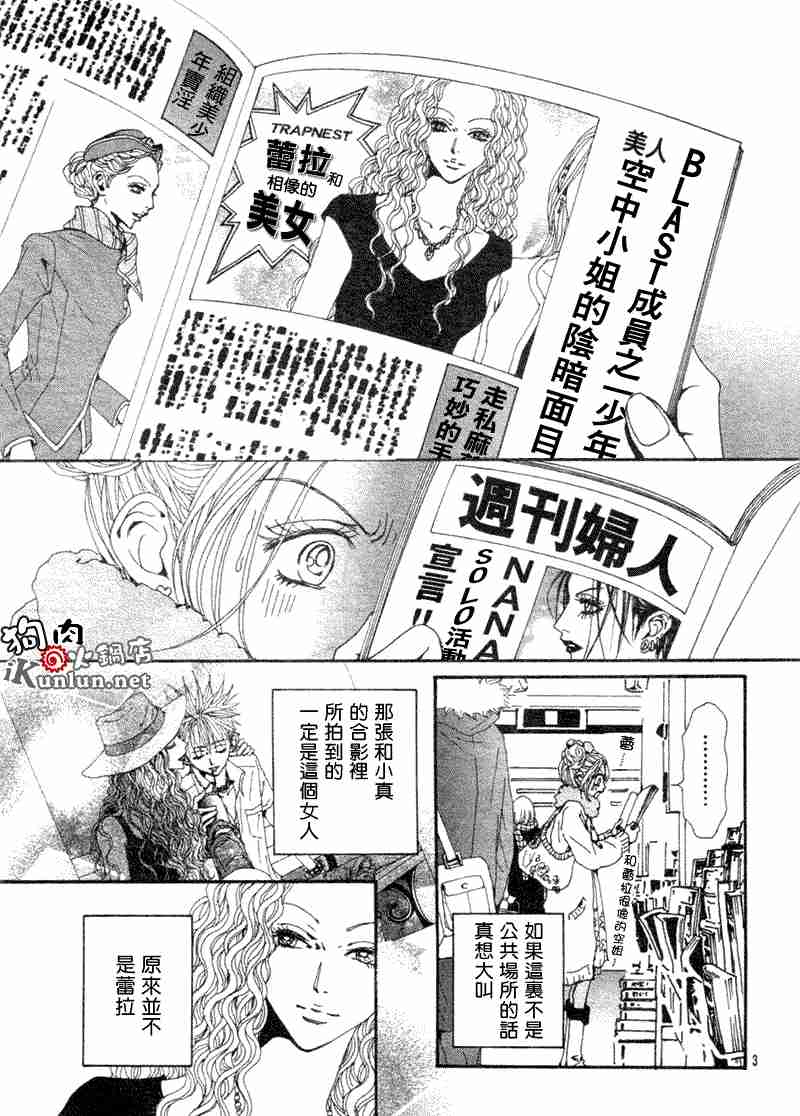 BLAST成員之一少年
美人空中小姐的陰暗面目
TRAPNEST
蕾拉和
相像的
美女
組織美少
年賣淫
走私麻
巧妙的手
週刊婦人
NANA
SOLO活動
宣言!!
………
蕾…
和蕾拉很像的空姐…
如果這裏不是
公共場所的話
真想大叫
那張和小真
的合影裡
所拍到的
一定是這個女人
原來並不
是蕾拉
狗肉
火鍋店
iKunlun.net
3